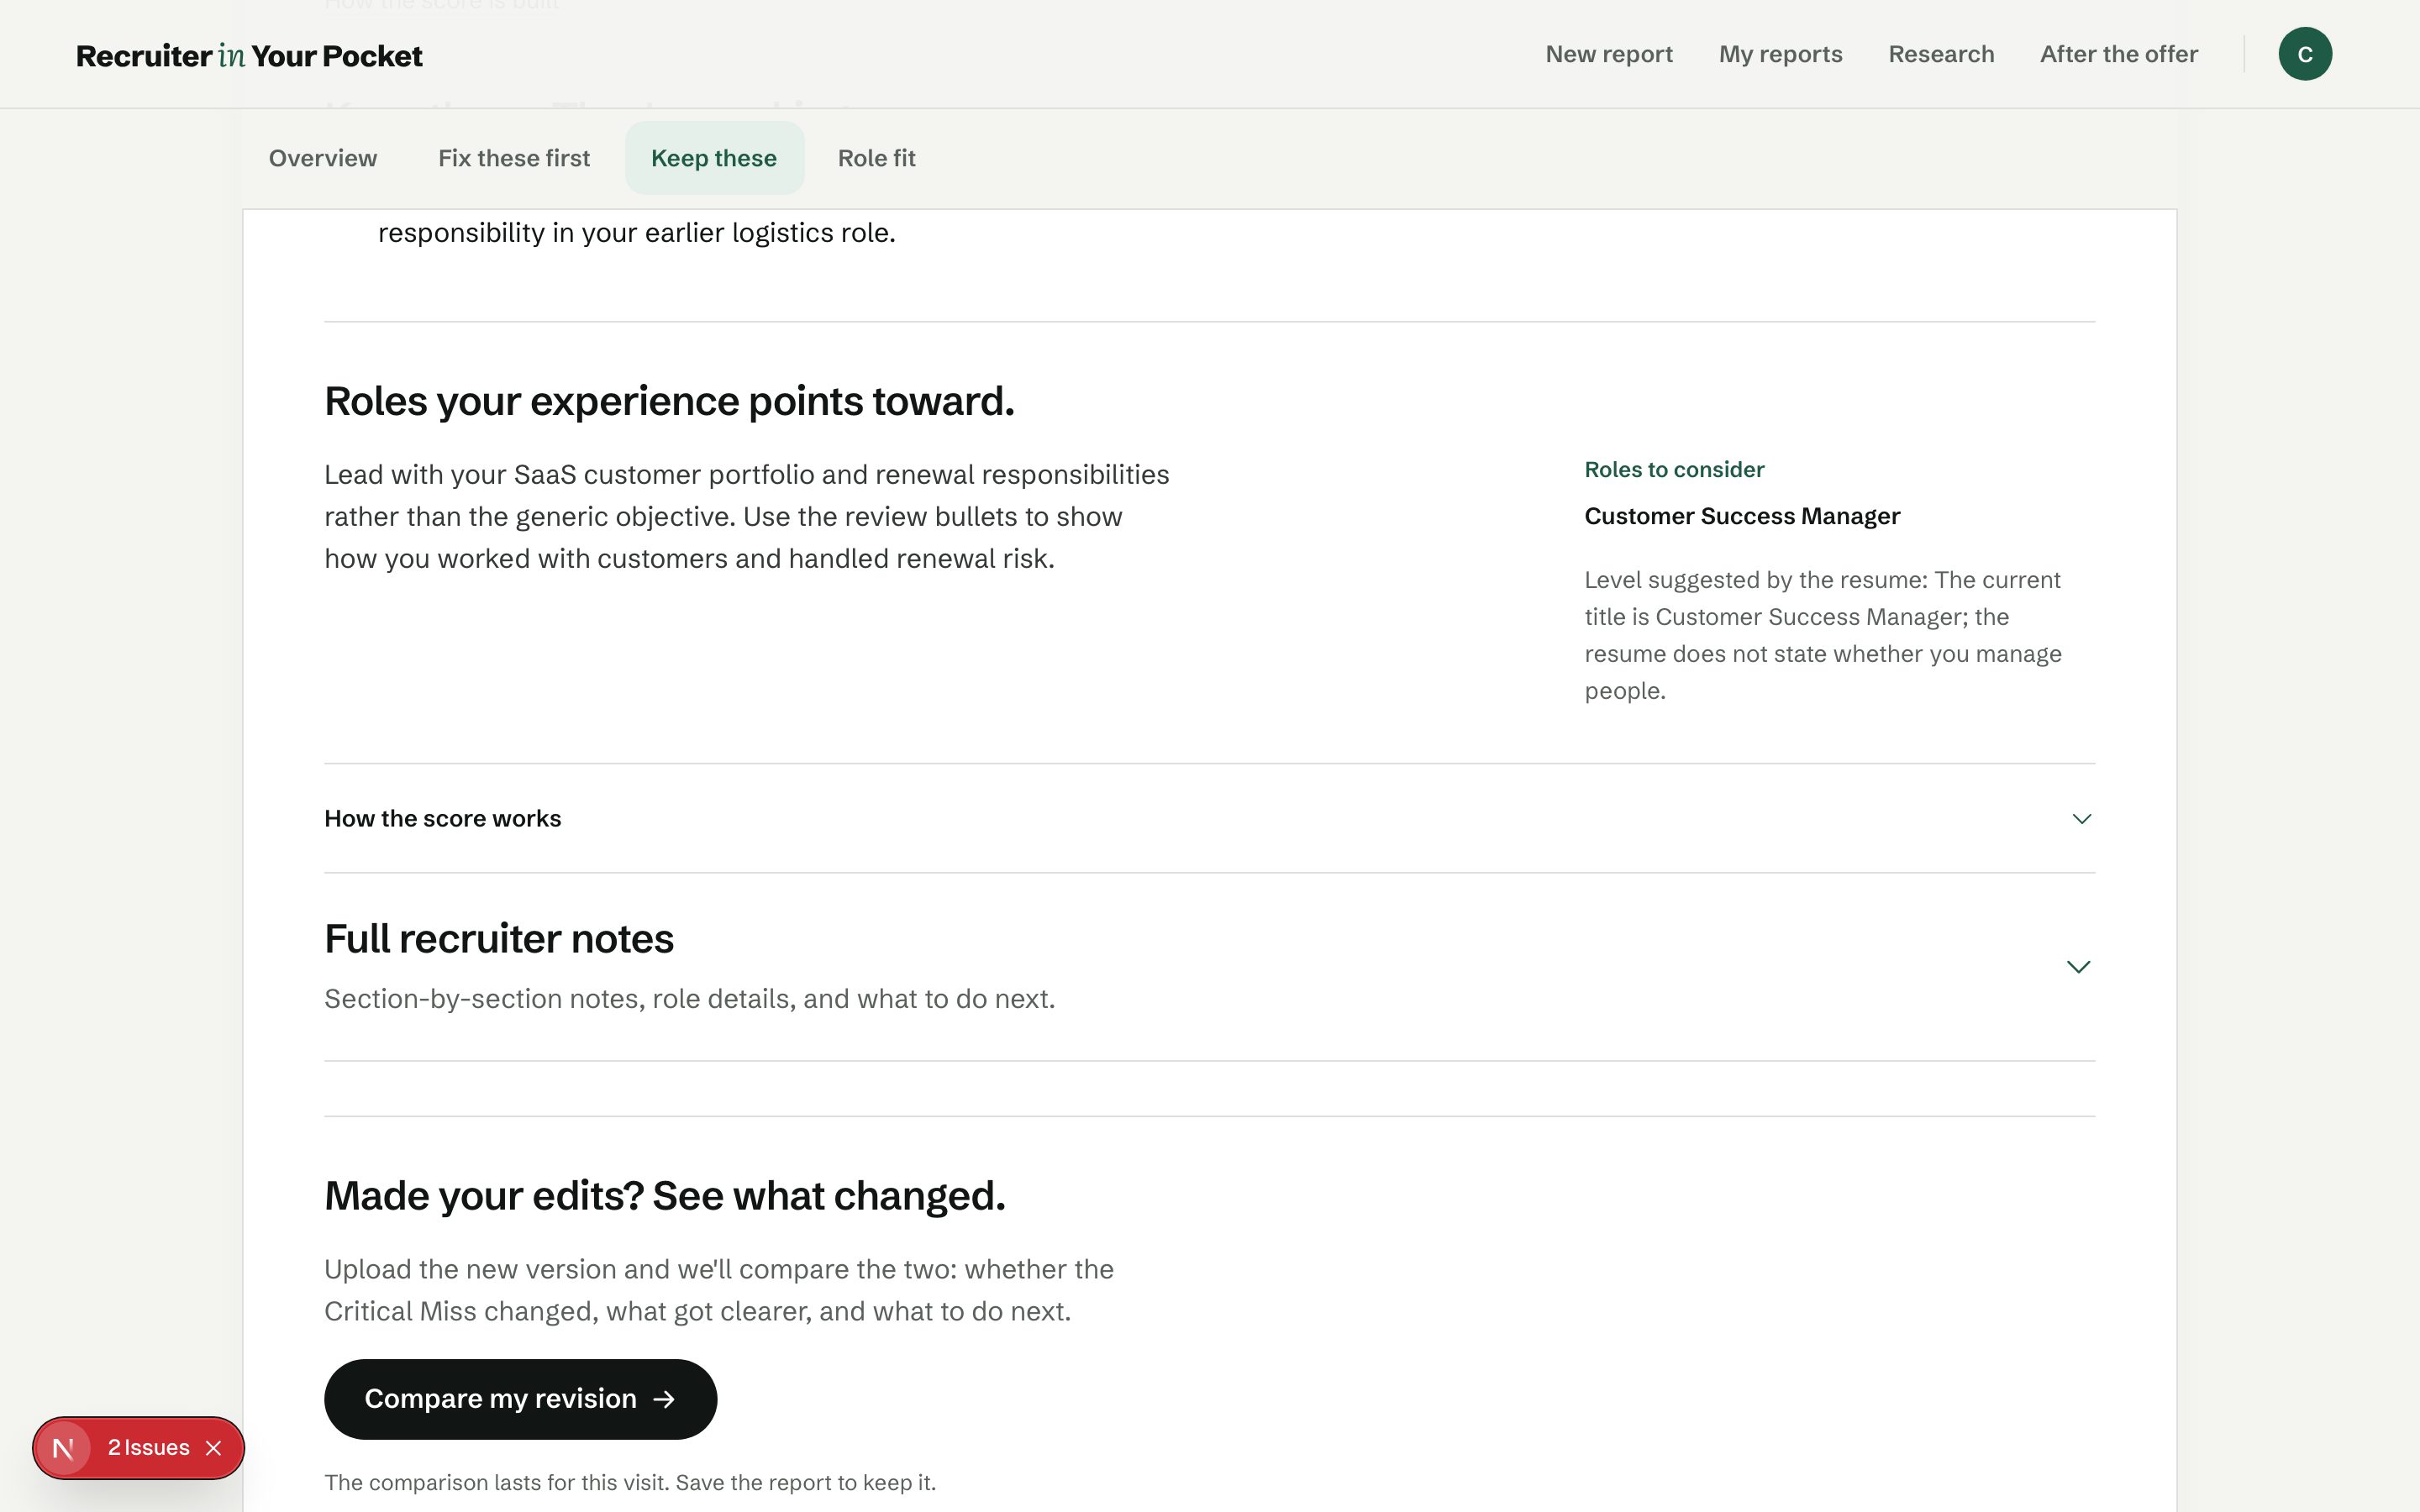 How the score is built
Recruiter in Your Pocket
New report
My reports
Research
After the offer
C
Overview
Fix these first
Keep these
Role fit
responsibility in your earlier logistics role.
Roles your experience points toward.
Lead with your SaaS customer portfolio and renewal responsibilities
rather than the generic objective. Use the review bullets to show
how you worked with customers and handled renewal risk.
Roles to consider
Customer Success Manager
Level suggested by the resume: The current
title is Customer Success Manager; the
resume does not state whether you manage
people.
How the score works
Full recruiter notes
Section-by-section notes, role details, and what to do next.
Made your edits? See what changed.
Upload the new version and we'll compare the two: whether the
Critical Miss changed, what got clearer, and what to do next.
Compare my revision →
N
2 Issues
The comparison lasts for this visit. Save the report to keep it.